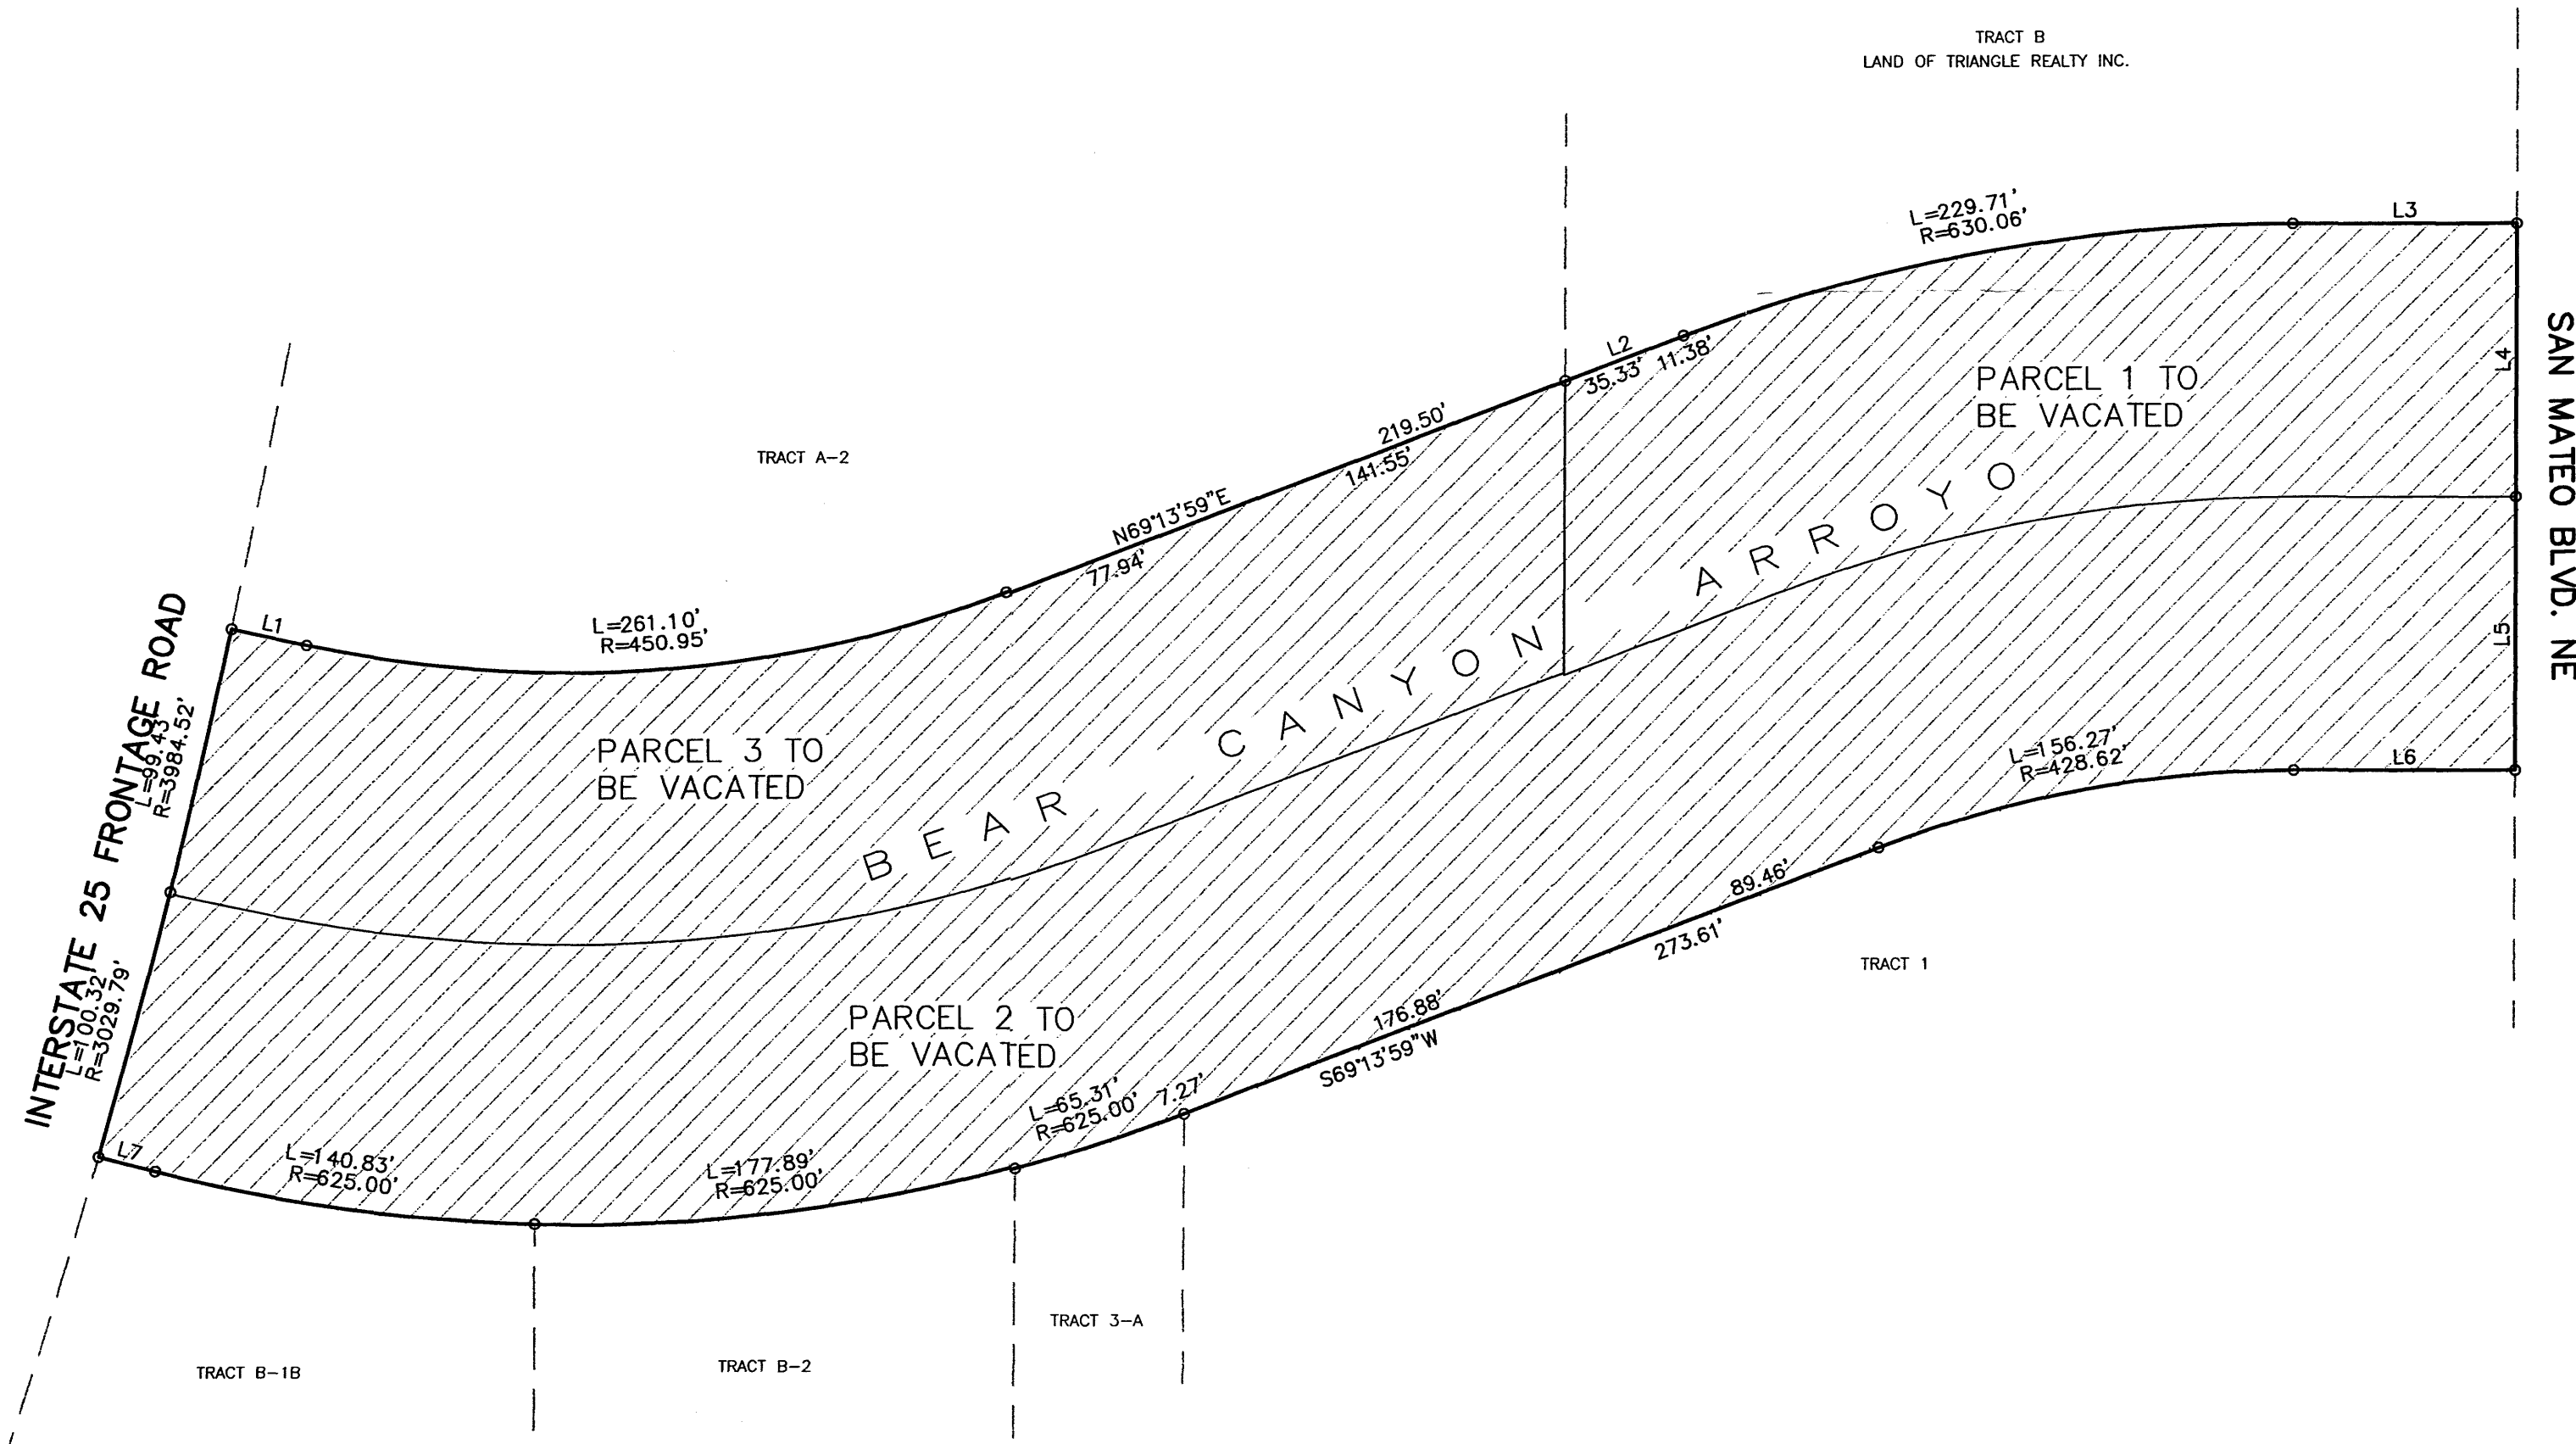 TRACT B
LAND OF TRIANGLE REALTY INC.
L=229.71'
R=630.06'
L3
L2
35.33' 11.38'
L4
SAN MATEO BLVD. NE
PARCEL 1 TO
BE VACATED
219.50'
141.55'
TRACT A-2
N69°13'59"E
77.94'
L1
L=261.10'
R=450.95'
INTERSTATE 25 FRONTAGE ROAD
L=99.43'
R=3984.52'
PARCEL 3 TO
BE VACATED
BEAR CANYON ARROYO
L5
L=156.27'
R=428.62'
L6
89.46'
273.61'
TRACT 1
L=100.32'
R=3029.79'
PARCEL 2 TO
BE VACATED
176.88'
S69°13'59"W
L=65.31'
R=625.00'
7.27'
L7
L=140.83'
R=625.00'
L=177.89'
R=625.00'
TRACT 3-A
TRACT B-1B
TRACT B-2